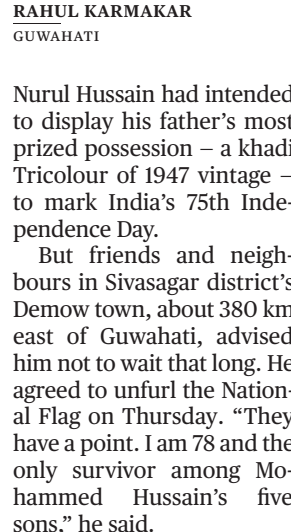 RAHUL KARMAKAR
GUWAHATI
Nurul Hussain had intended
to display his father’s most
prized possession – a khadi
Tricolour of 1947 vintage –
to mark India’s 75th Inde-
pendence Day.
But friends and neigh-
bours in Sivasagar district’s
Demow town, about 380 km
east of Guwahati, advised
him not to wait that long. He
agreed to unfurl the Nation-
al Flag on Thursday. “They
have a point. I am 78 and the
only survivor among Mo-
hammed Hussain’s five
sons,” he said.